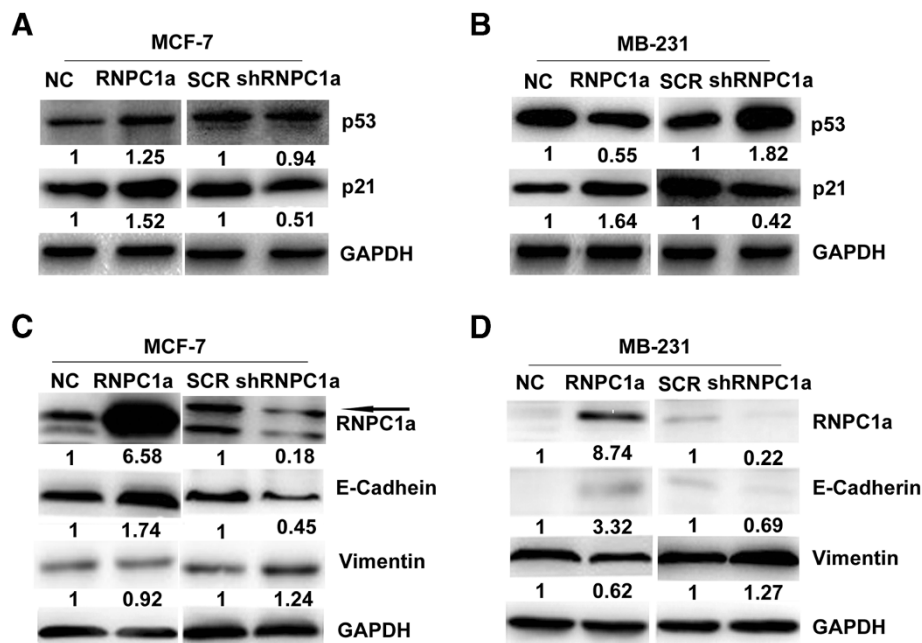 A
MCF-7
NC RNPC1a SCR shRNPC1a
p53
1 1.25 1 0.94
p21
1 1.52 1 0.51
GAPDH
B
MB-231
NC RNPC1a SCR shRNPC1a
p53
1 0.55 1 1.82
p21
1 1.64 1 0.42
GAPDH
C
MCF-7
NC RNPC1a SCR shRNPC1a
RNPC1a
1 6.58 1 0.18
E-Cadhein
1 1.74 1 0.45
Vimentin
1 0.92 1 1.24
GAPDH
D
MB-231
NC RNPC1a SCR shRNPC1a
RNPC1a
1 8.74 1 0.22
E-Cadherin
1 3.32 1 0.69
Vimentin
1 0.62 1 1.27
GAPDH